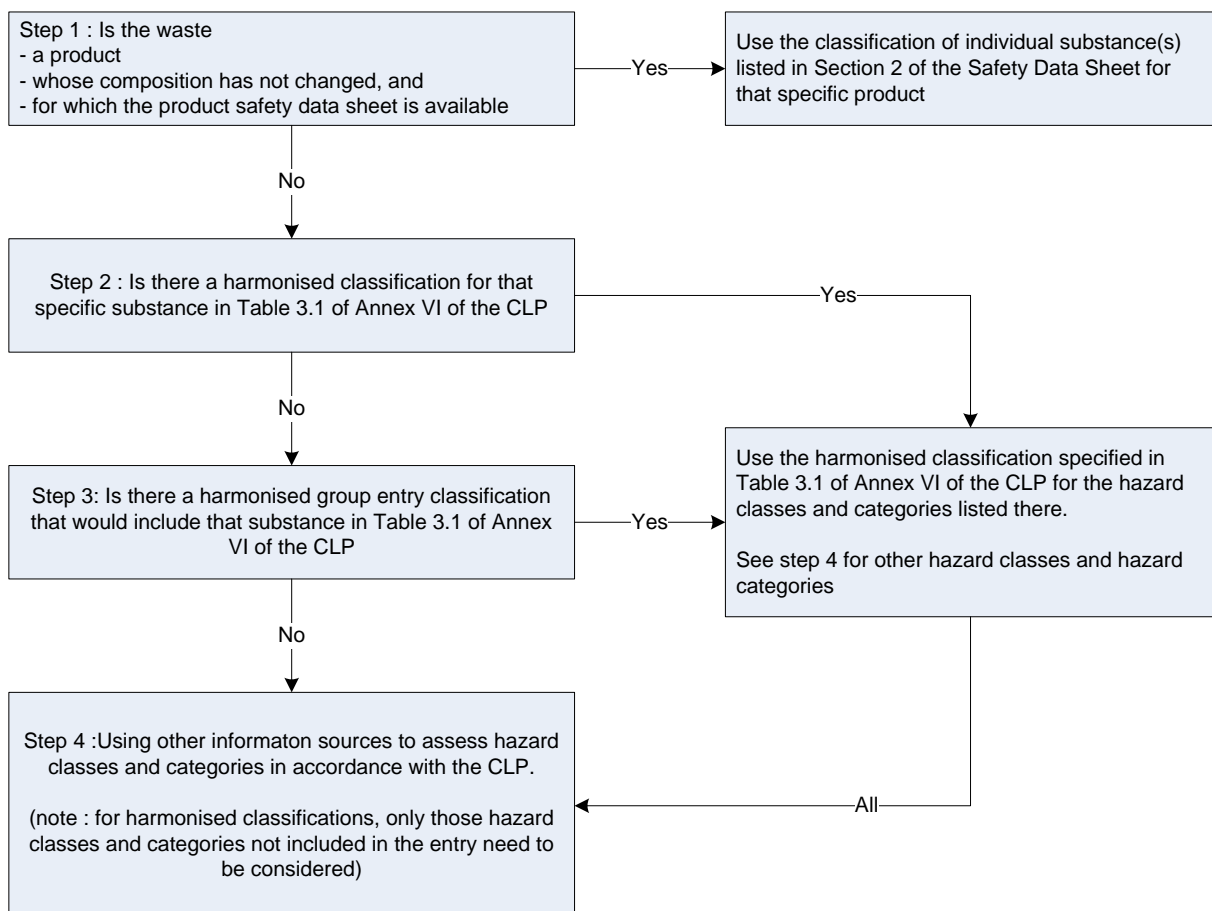 Step 1 : Is the waste
- a product
- whose composition has not changed, and
- for which the product safety data sheet is available
Yes
Use the classification of individual substance(s)
listed in Section 2 of the Safety Data Sheet for
that specific product
No
Step 2 : Is there a harmonised classification for that
specific substance in Table 3.1 of Annex VI of the CLP
Yes
No
Step 3: Is there a harmonised group entry classification
that would include that substance in Table 3.1 of Annex
VI of the CLP
Yes
Use the harmonised classification specified in
Table 3.1 of Annex VI of the CLP for the hazard
classes and categories listed there.
See step 4 for other hazard classes and hazard
categories
No
Step 4 :Using other informaton sources to assess hazard
classes and categories in accordance with the CLP.
(note : for harmonised classifications, only those hazard
classes and categories not included in the entry need to
be considered)
All